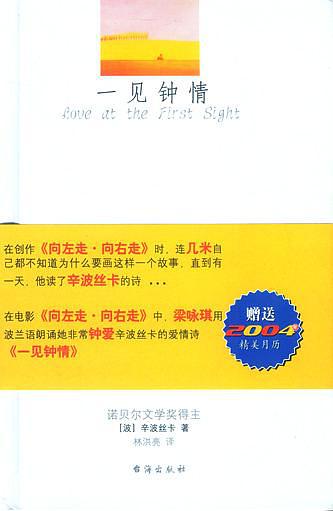 一见钟情
Love at the First Sight
在创作《向左走·向右走》时，连几米自
己都不知道为什么要画这样一个故事，直到有
一天，他读了辛波丝卡的诗 ...
在电影《向左走·向右走》中，梁咏琪用
波兰语朗诵她非常钟爱辛波丝卡的爱情诗
《一见钟情》
赠送
2004
精美月历
诺贝尔文学奖得主
[波] 辛波丝卡 著
林洪亮 译
台海出版社